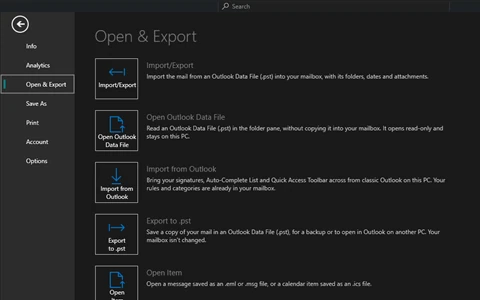 Search
Open & Export
Info
Analytics
Open & Export
Save As
Print
Account
Options
Import/Export
Import/Export
Import the mail from an Outlook Data File (.pst) into your mailbox, with its folders, dates and attachments.
Open Outlook
Data File
Open Outlook Data File
Read an Outlook Data File (.pst) in the folder pane, without copying it into your mailbox. It opens read-only and
stays on this PC.
Import from
Outlook
Import from Outlook
Bring your signatures, Auto-Complete List and Quick Access Toolbar across from classic Outlook on this PC. Your
rules and categories are already in your mailbox.
Export
to .pst
Export to .pst
Save a copy of your mail in an Outlook Data File (.pst), for a backup or to open in Outlook on another PC. Your
mailbox isn't changed.
Open
Item
Open Item
Open a message saved as an .eml or .msg file, or a calendar item saved as an .ics file.